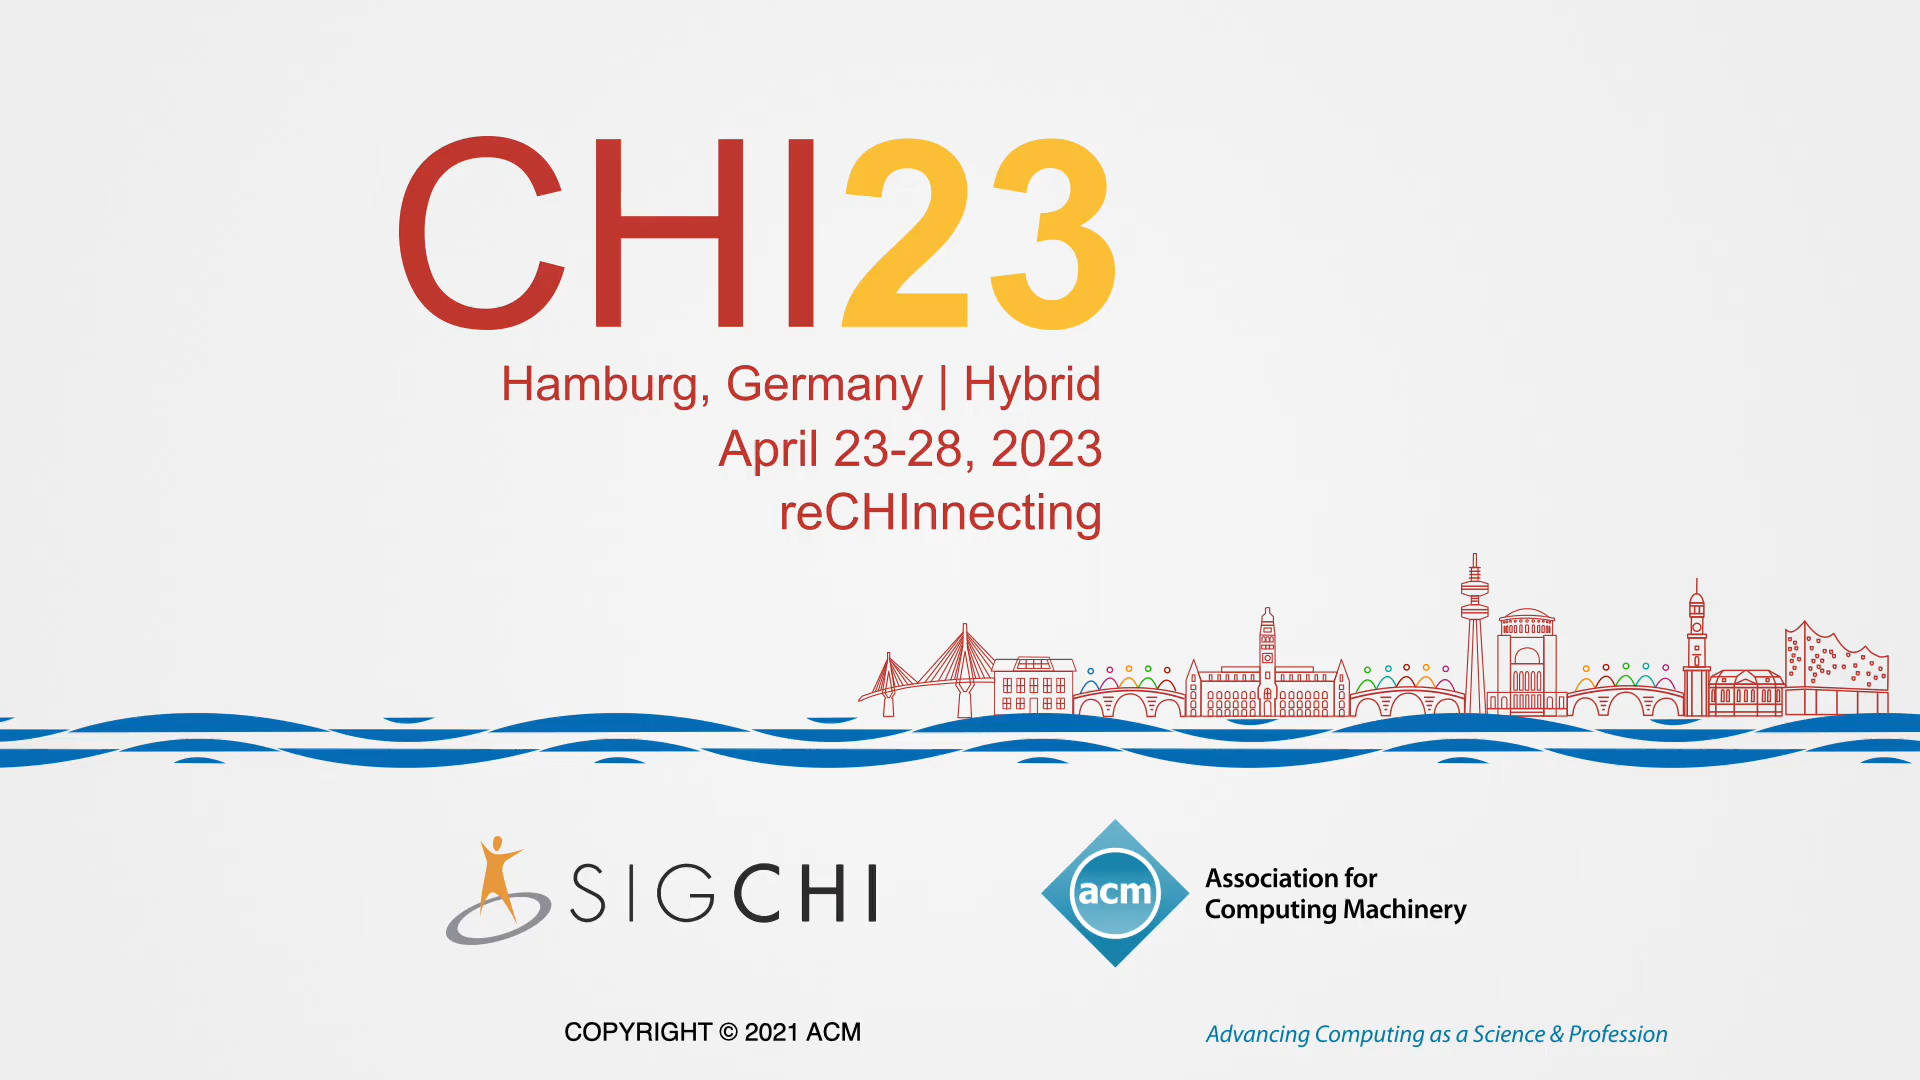 CHI23
Hamburg, Germany | Hybrid
April 23-28, 2023
reCHInnecting
SIGCHI
acm
Association for
Computing Machinery
COPYRIGHT © 2021 ACM
Advancing Computing as a Science & Profession